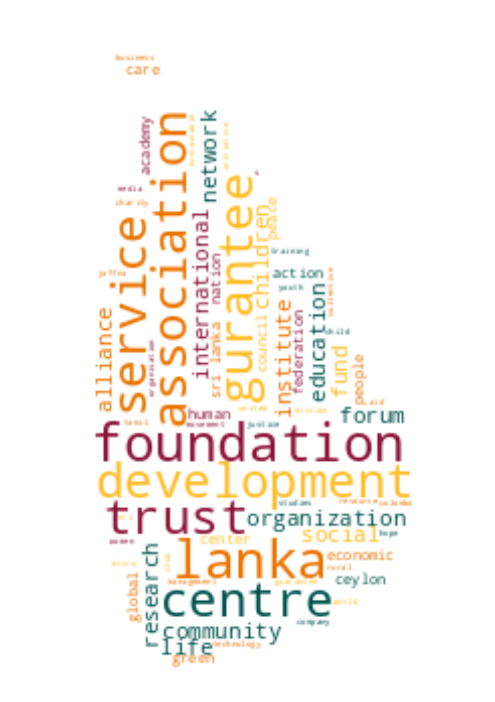 business
care
association
network
academy
media
charity
gurantee
children
peace
service
international
nation
training
action
youth
jaffna
alliance
sri lanka
council
institute
federation
education
child
fund
people
aid
organisation
tamil
human
movement
united
mission
justice
forum
foundation
development
studies
resource
colombo
trust
organization
women
center
social
hope
research
lanka
economic
rural
ceylon
global
management
guarantee
centre
world
company
community
life
technology
green